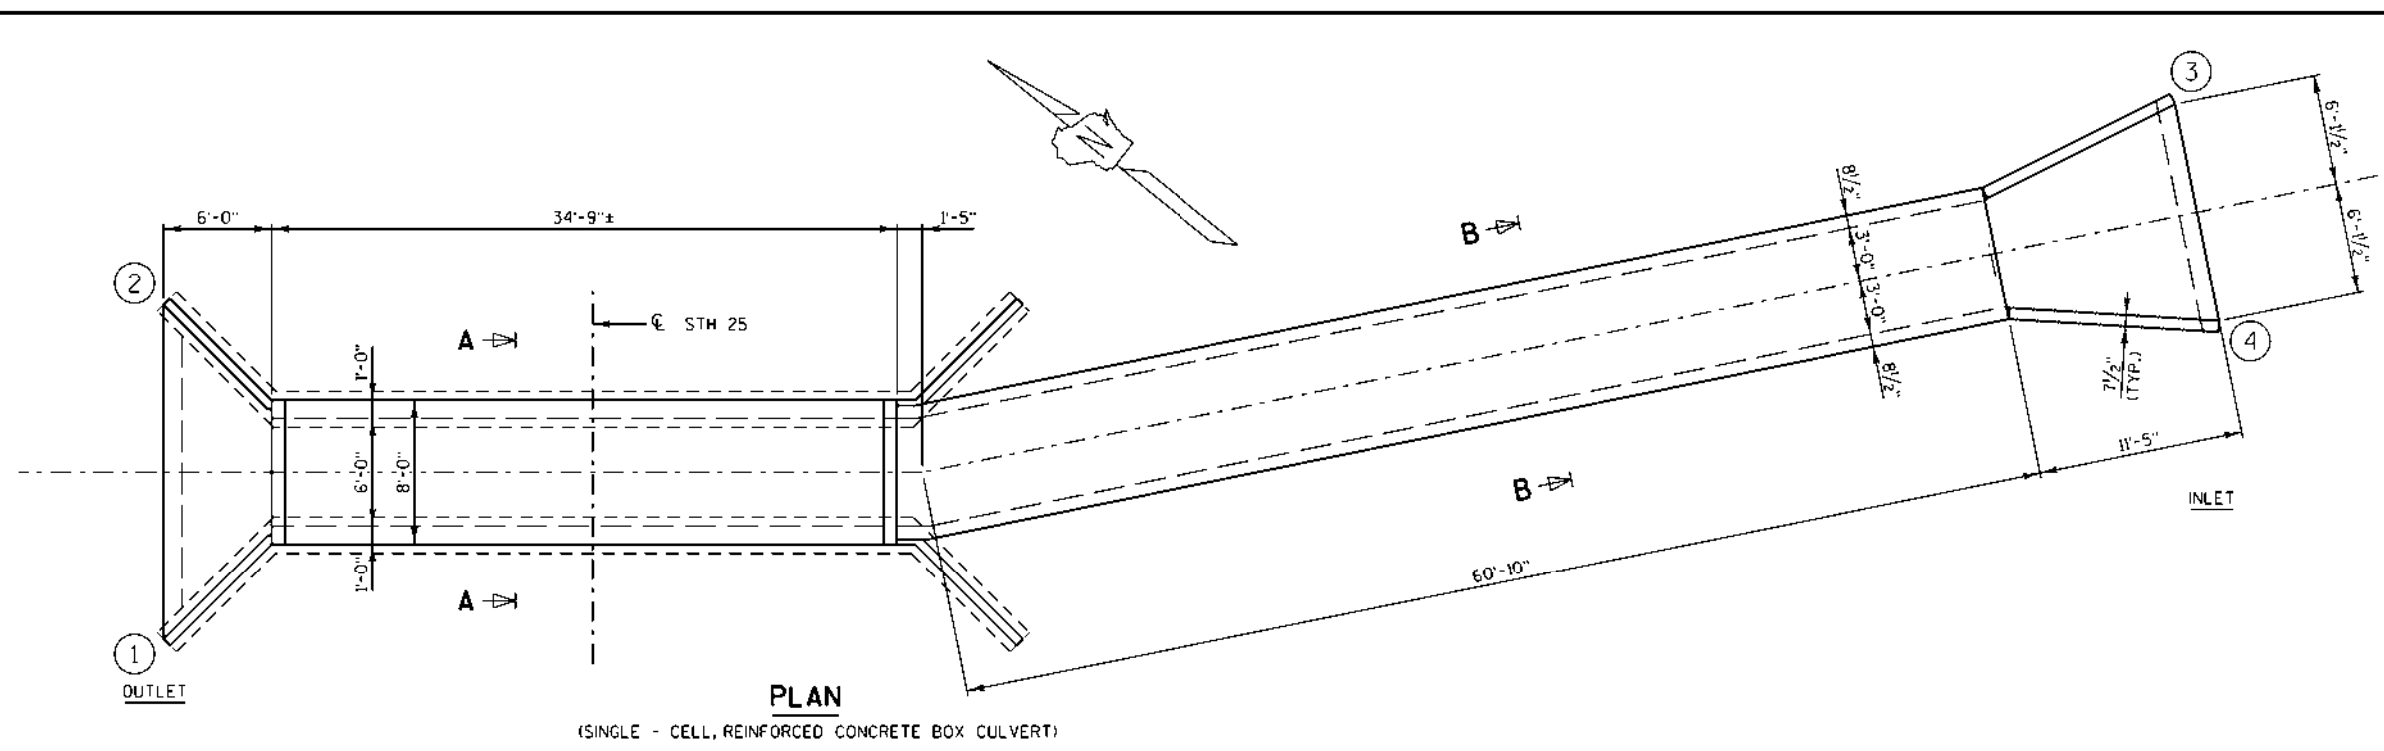 3
6'-1½"
N
8½"
6'-0"
34'-9"±
1'-5"
B
3'-0"
6'-1½"
2
3'-0"
℄ STH 25
A
1'-0"
4
7½"
(TYP.)
8½"
11'-5"
6'-0"
8'-0"
B
INLET
60'-10"
1'-0"
A
1
OUTLET
PLAN
(SINGLE - CELL, REINFORCED CONCRETE BOX CULVERT)